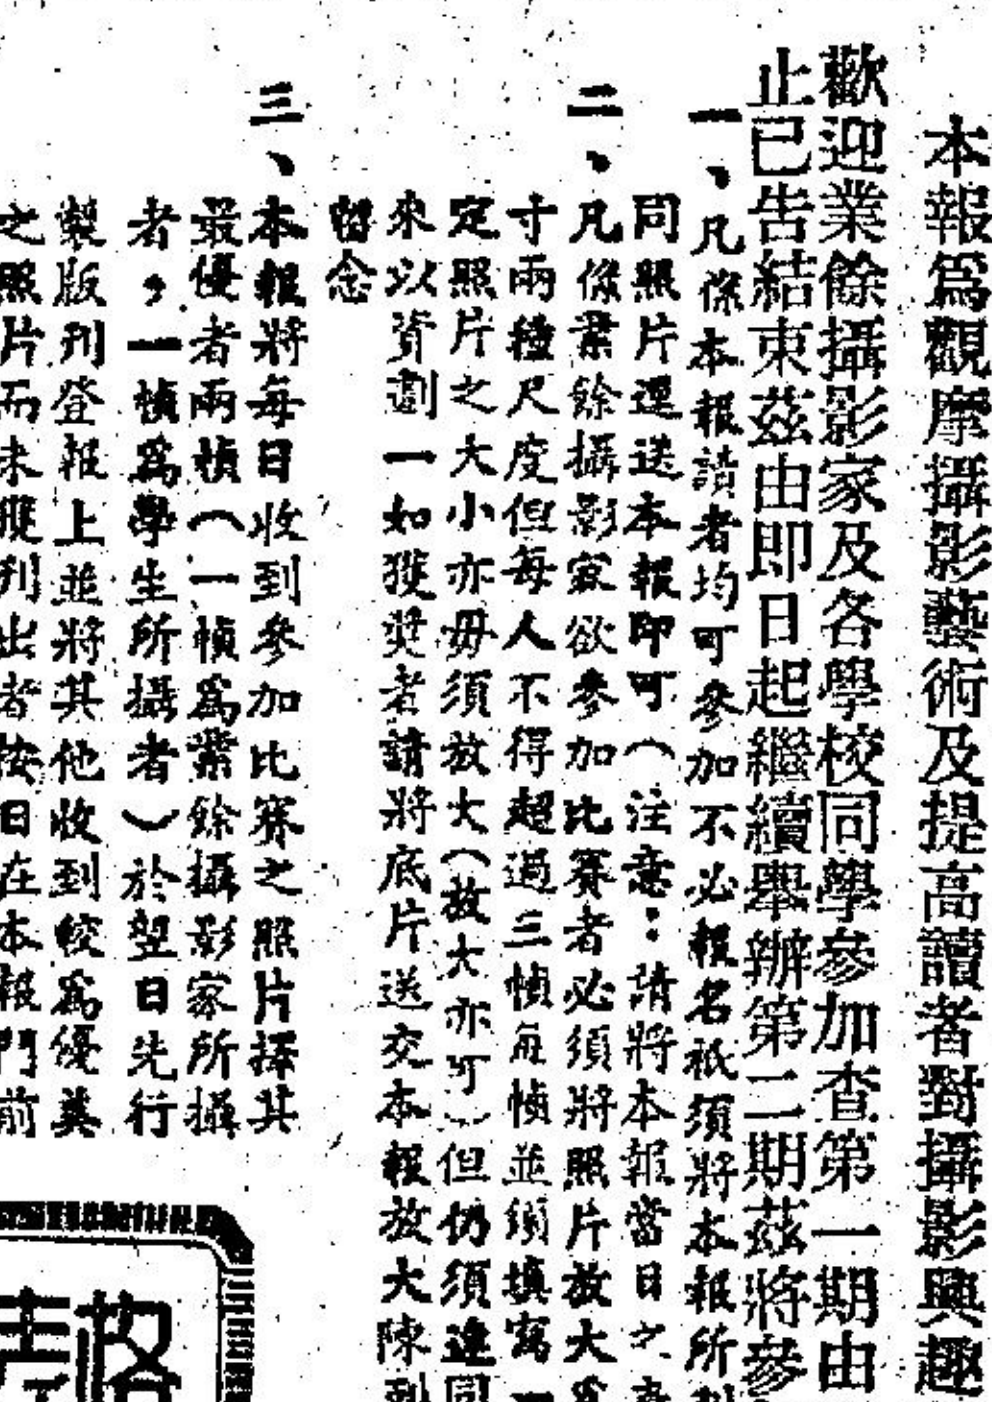 本報爲觀摩攝影藝術及提高讀者對攝影興趣
歡迎業餘攝影家及各學校同學參加查第一期由
止已告結束茲由即日起繼續舉辦第二期茲將參
一、凡係本報讀者均可參加不必報名祇須將本報所
同照片逕送本報即可（注意：請將本報當日之
二、凡係業餘攝影家欲參加比賽者必須將照片放大爲
寸兩種尺度但每人不得超過三幀每幀並須塡寫一
定照片之大小亦毋須放大（放大亦可）但仍須連同
來以資劃一如獲奬者請將底片送交本報放大陳列
留念
三、本報將每日收到參加比賽之照片擇其
最優者兩幀（一幀爲業餘攝影家所攝
者，一幀爲學生所攝者）於翌日先行
製版刊登報上並將其他收到較爲優美
之照片而未獲刊出者按日在本報門前
格